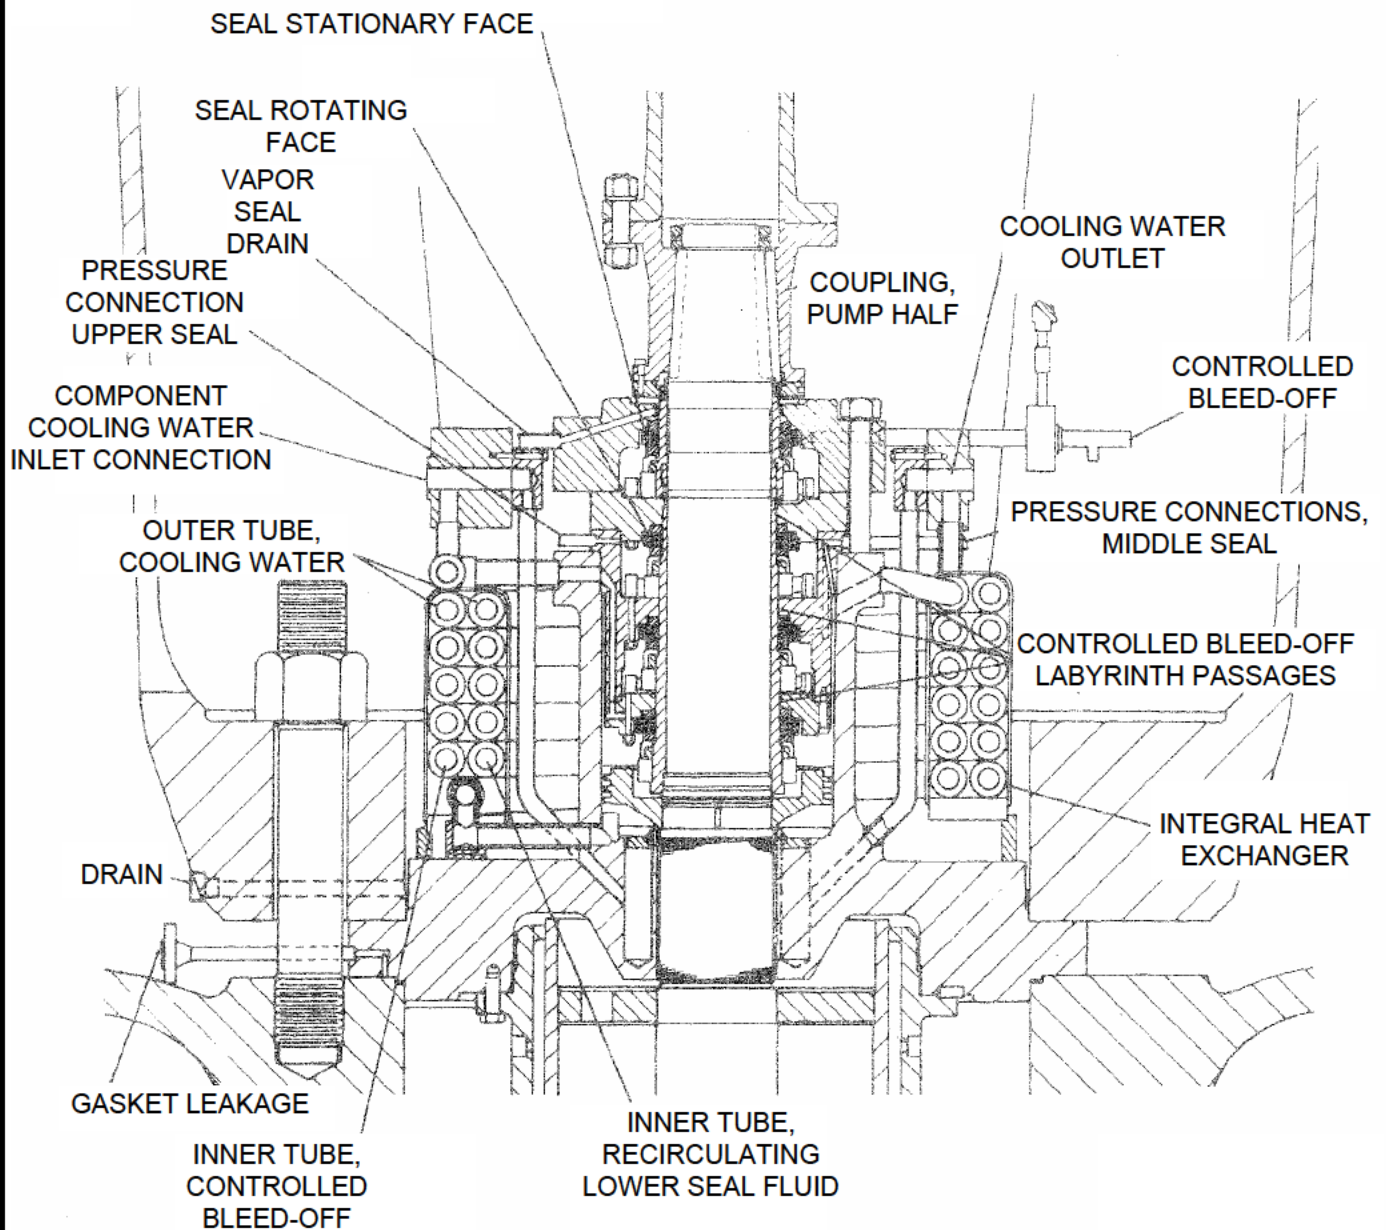 SEAL STATIONARY FACE
SEAL ROTATING
FACE
VAPOR
SEAL
DRAIN
PRESSURE
CONNECTION
UPPER SEAL
COMPONENT
COOLING WATER
INLET CONNECTION
OUTER TUBE,
COOLING WATER
COOLING WATER
OUTLET
COUPLING,
PUMP HALF
CONTROLLED
BLEED-OFF
PRESSURE CONNECTIONS,
MIDDLE SEAL
CONTROLLED BLEED-OFF
LABYRINTH PASSAGES
INTEGRAL HEAT
EXCHANGER
DRAIN
GASKET LEAKAGE
INNER TUBE,
CONTROLLED
BLEED-OFF
INNER TUBE,
RECIRCULATING
LOWER SEAL FLUID